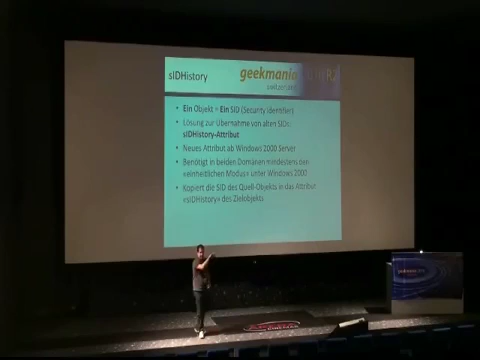 sIDHistory
geekmania
Ein Objekt = Ein SID (Security Identifier)
Lösung zur Übernahme von alten SIDs:
sIDHistory-Attribut
Neues Attribut ab Windows 2000 Server
Benötigt in beiden Domänen mindestens den
«einheitlichen Modus» unter Windows 2000
Kopiert die SID des Quell-Objekts in das Attribut
«sIDHistory» des Zielobjekts